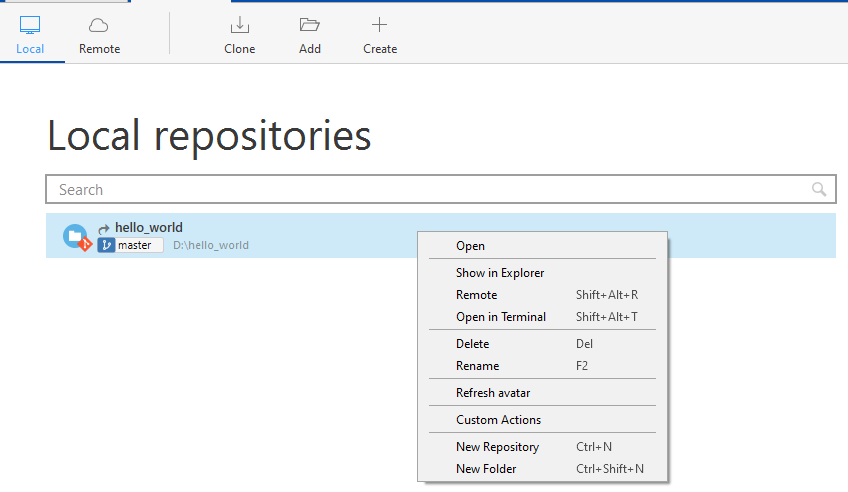 Local Remote Clone Add Create
Local repositories
Search
hello_world
master D:\hello_world
Open
Show in Explorer
Remote Shift+Alt+R
Open in Terminal Shift+Alt+T
Delete Del
Rename F2
Refresh avatar
Custom Actions
New Repository Ctrl+N
New Folder Ctrl+Shift+N